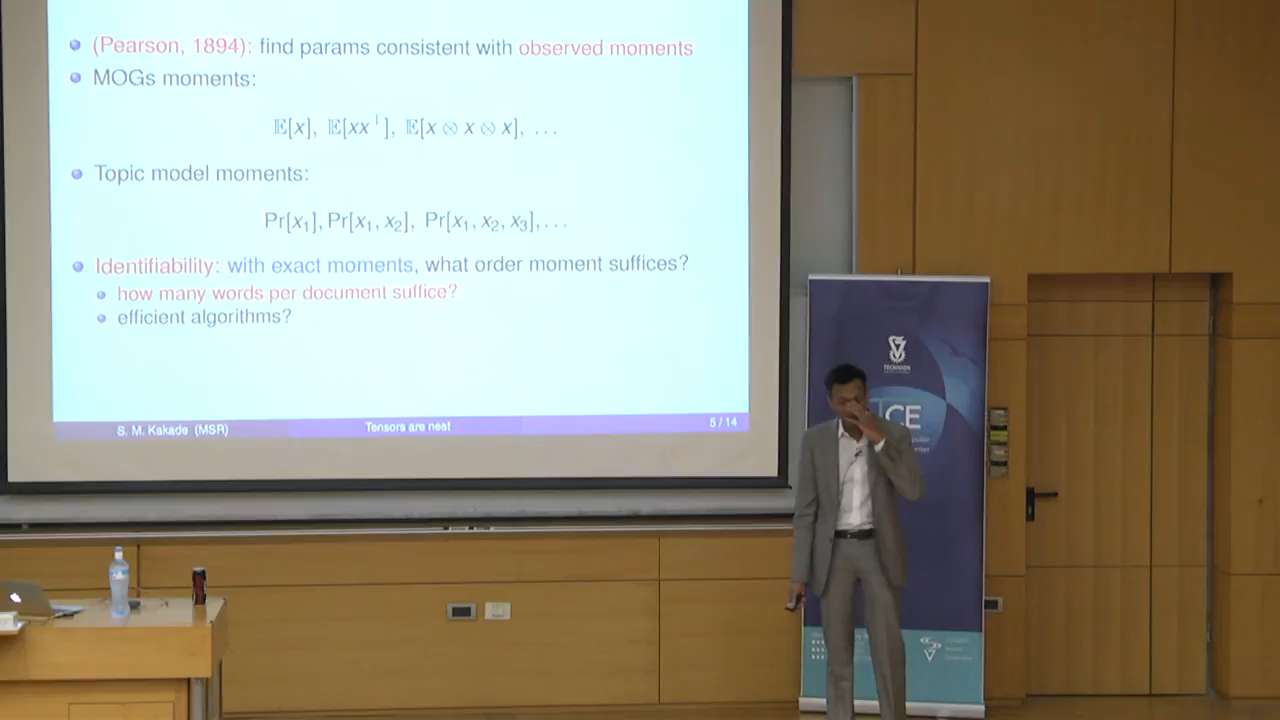 (Pearson, 1894): find params consistent with observed moments
MOGs moments:
𝔼[x], 𝔼[xx⊤], 𝔼[x ⊗ x ⊗ x], ...
Topic model moments:
Pr[x₁], Pr[x₁, x₂], Pr[x₁, x₂, x₃], ...
Identifiability: with exact moments, what order moment suffices?
how many words per document suffice?
efficient algorithms?
S. M. Kakade (MSR)
Tensors are neat
5 / 14
TECHNION
CE